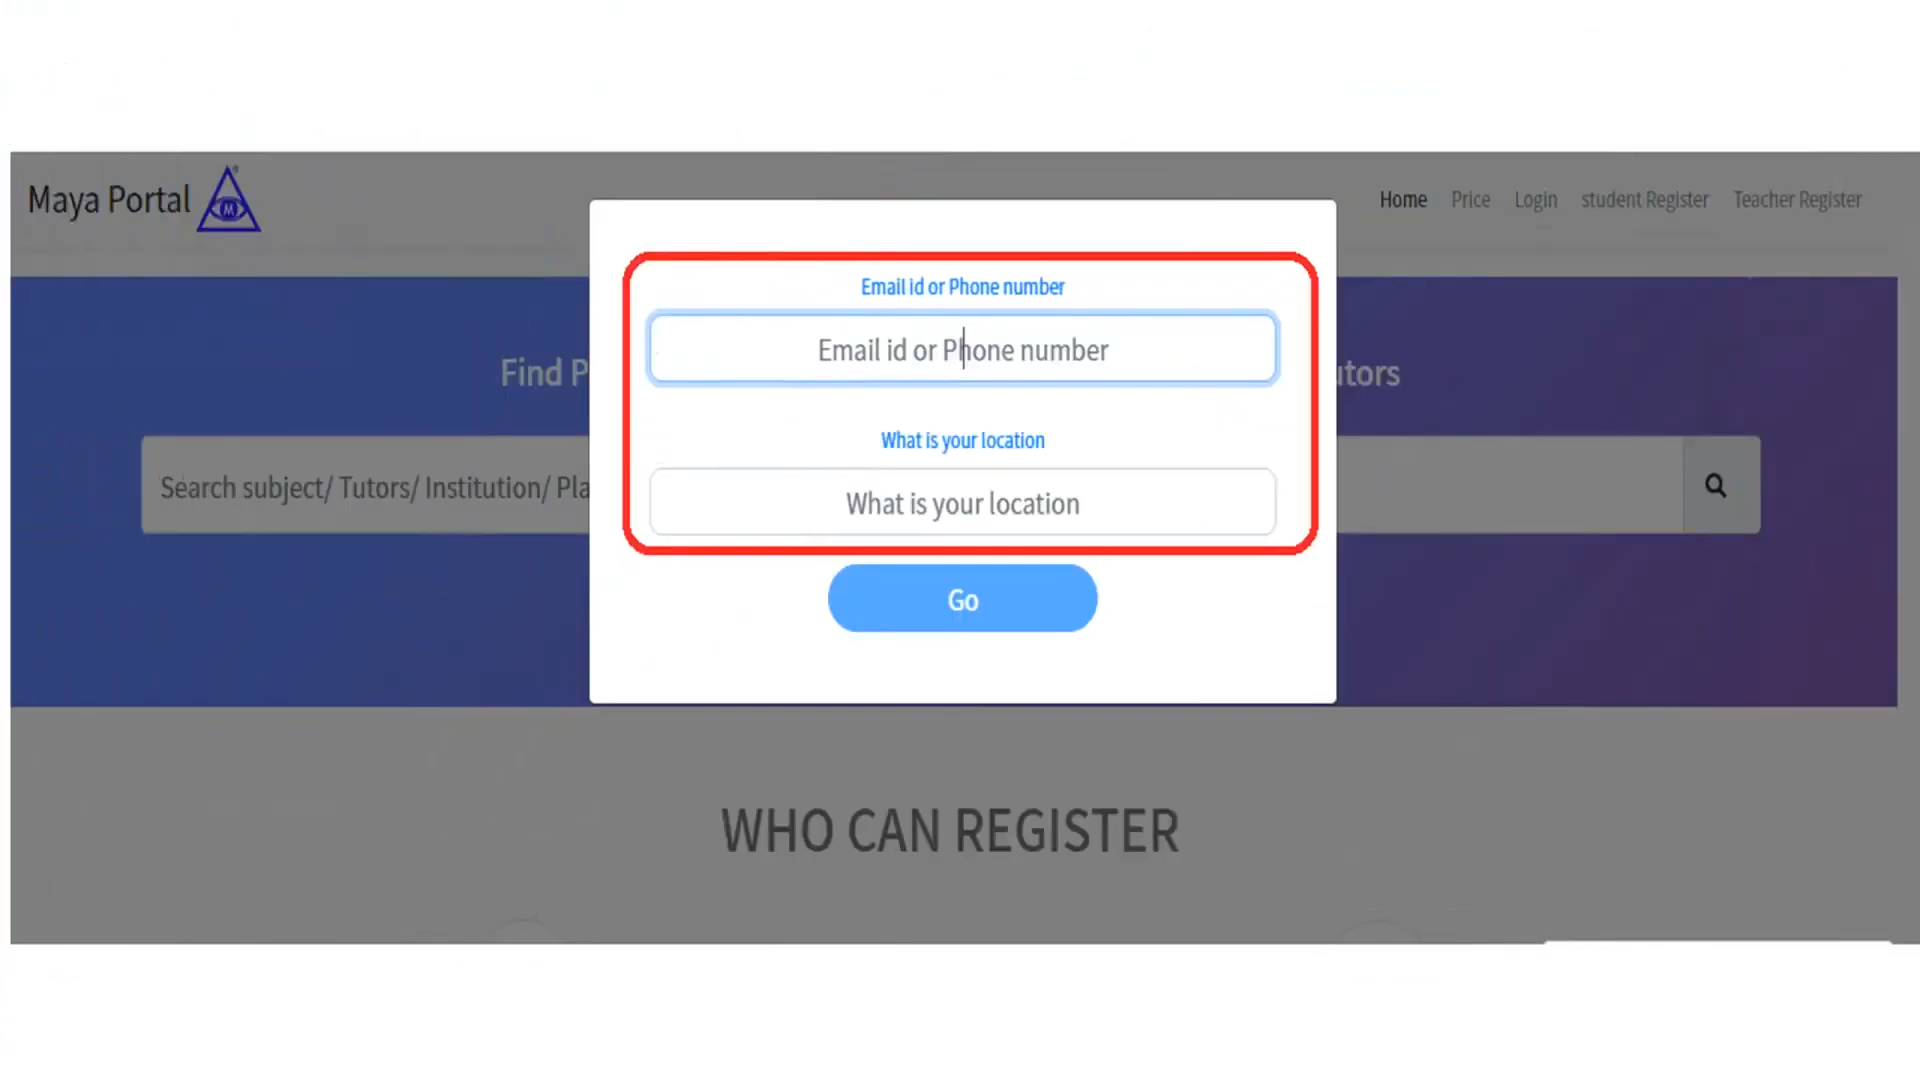 Maya Portal
M
Home Price Login student Register Teacher Register
Email id or Phone number
Email id or Phone number
Find P
utors
What is your location
Search subject/ Tutors/ Institution/ Pla
What is your location
Go
WHO CAN REGISTER